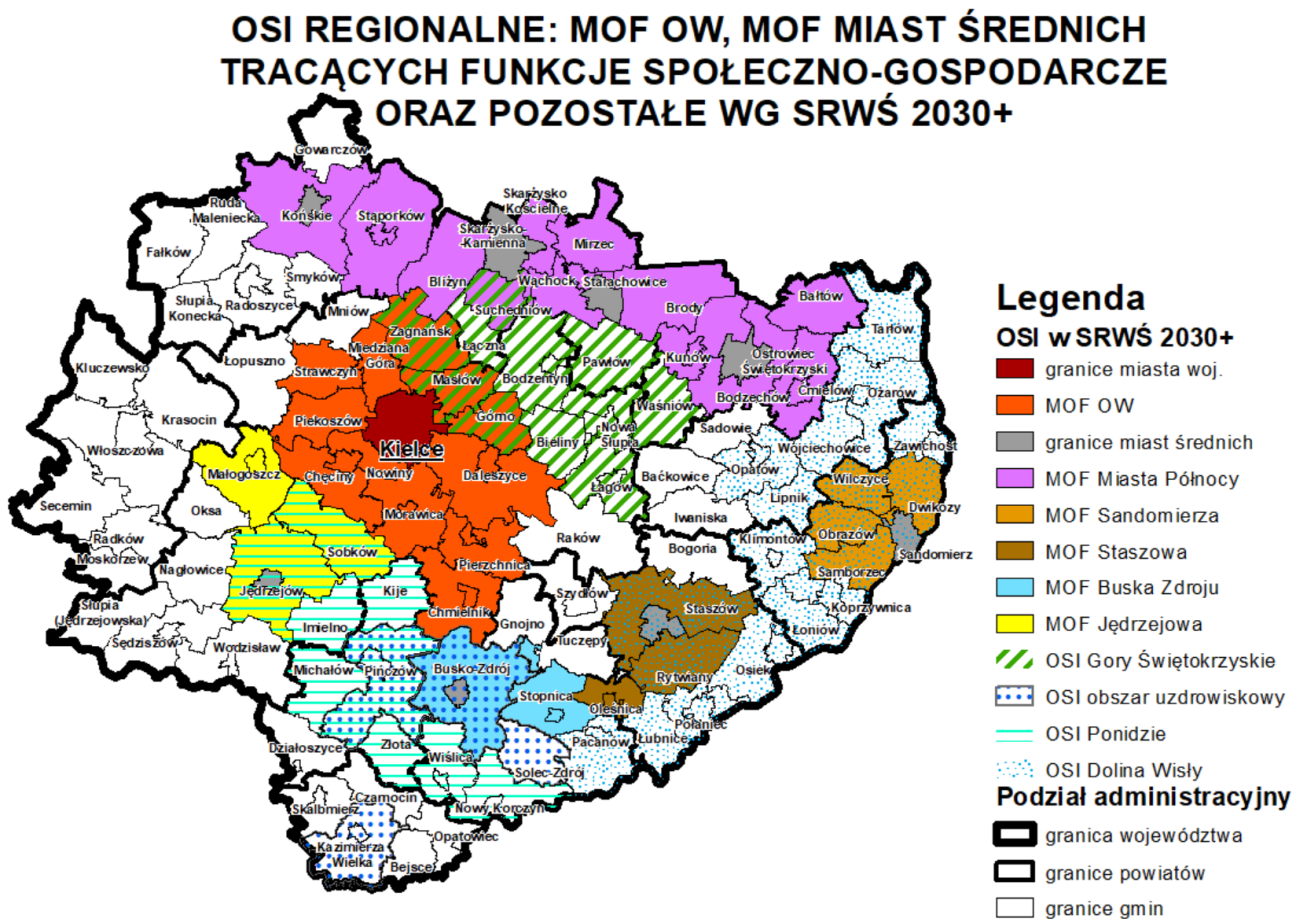 OSI REGIONALNE: MOF OW, MOF MIAST ŚREDNICH
TRACĄCYCH FUNKCJE SPOŁECZNO-GOSPODARCZE
ORAZ POZOSTAŁE WG SRWŚ 2030+
Gowarczów
Ruda
Maleniecka
Końskie
Stąporków
Skarżysko
Kościelne
Skarżysko
-Kamienna
Mirzec
Fałków
Smyków
Bliżyn
Wąchock
Starachowice
Słupia
Konecka
Radoszyce
Mniów
Suchedniów
Brody
Bałtów
Tarłów
Zagnańsk
Łączna
Kluczewsko
Łopuszno
Miedziana
Góra
Strawczyn
Masłów
Bodzentyn
Pawłów
Kunów
Ostrowiec
Świętokrzyski
Bodzechów
Ćmielów
Ożarów
Krasocin
Piekoszów
Górno
Waśniów
Włoszczowa
Kielce
Bieliny
Nowa
Słupia
Sadowie
Wojciechowice
Zawichost
Małogoszcz
Chęciny
Nowiny
Daleszyce
Łagów
Baćkowice
Opatów
Wilczyce
Secemin
Oksa
Morawica
Iwaniska
Lipnik
Dwikozy
Radków
Moskorzew
Sobków
Raków
Bogoria
Klimontów
Obrazów
Sandomierz
Nagłowice
Pierzchnica
Samborzec
Jędrzejów
Kije
Szydłów
Staszów
Koprzywnica
Słupia
(Jędrzejowska)
Imielno
Chmielnik
Gnojno
Łoniów
Sędziszów
Wodzisław
Tuczępy
Michałów
Pińczów
Busko-Zdrój
Rytwiany
Osiek
Stopnica
Oleśnica
Połaniec
Łubnice
Działoszyce
Złota
Pacanów
Wiślica
Solec-Zdrój
Skalbmierz
Czarnocin
Nowy Korczyn
Kazimierza
Wielka
Opatowiec
Bejsce
Legenda
OSI w SRWŚ 2030+
granice miasta woj.
MOF OW
granice miast średnich
MOF Miasta Północy
MOF Sandomierza
MOF Staszowa
MOF Buska Zdroju
MOF Jędrzejowa
OSI Gory Świętokrzyskie
OSI obszar uzdrowiskowy
OSI Ponidzie
OSI Dolina Wisły
Podział administracyjny
granica województwa
granice powiatów
granice gmin